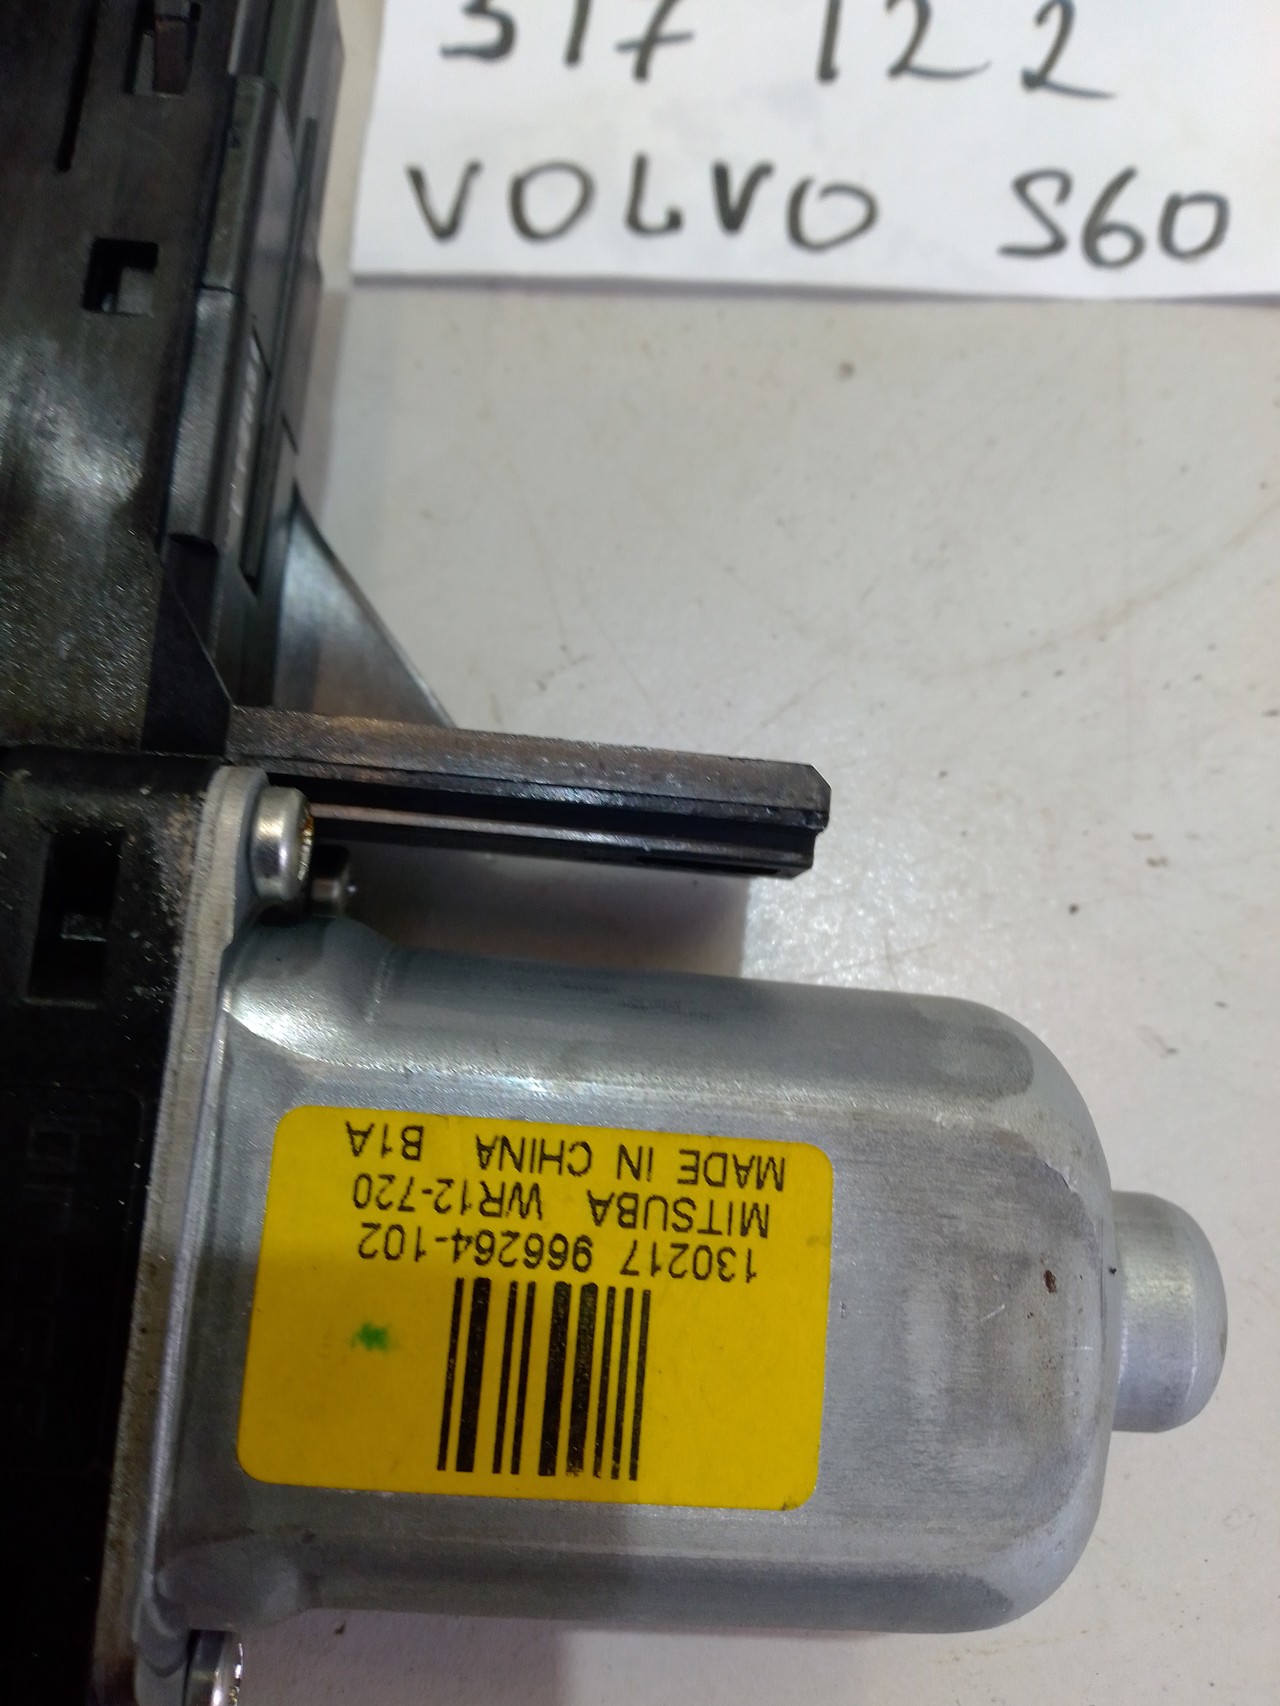 317 122
VOLVO S60
MADE IN CHINA B1A
MITSUBA WR12-720
130217 966264-102